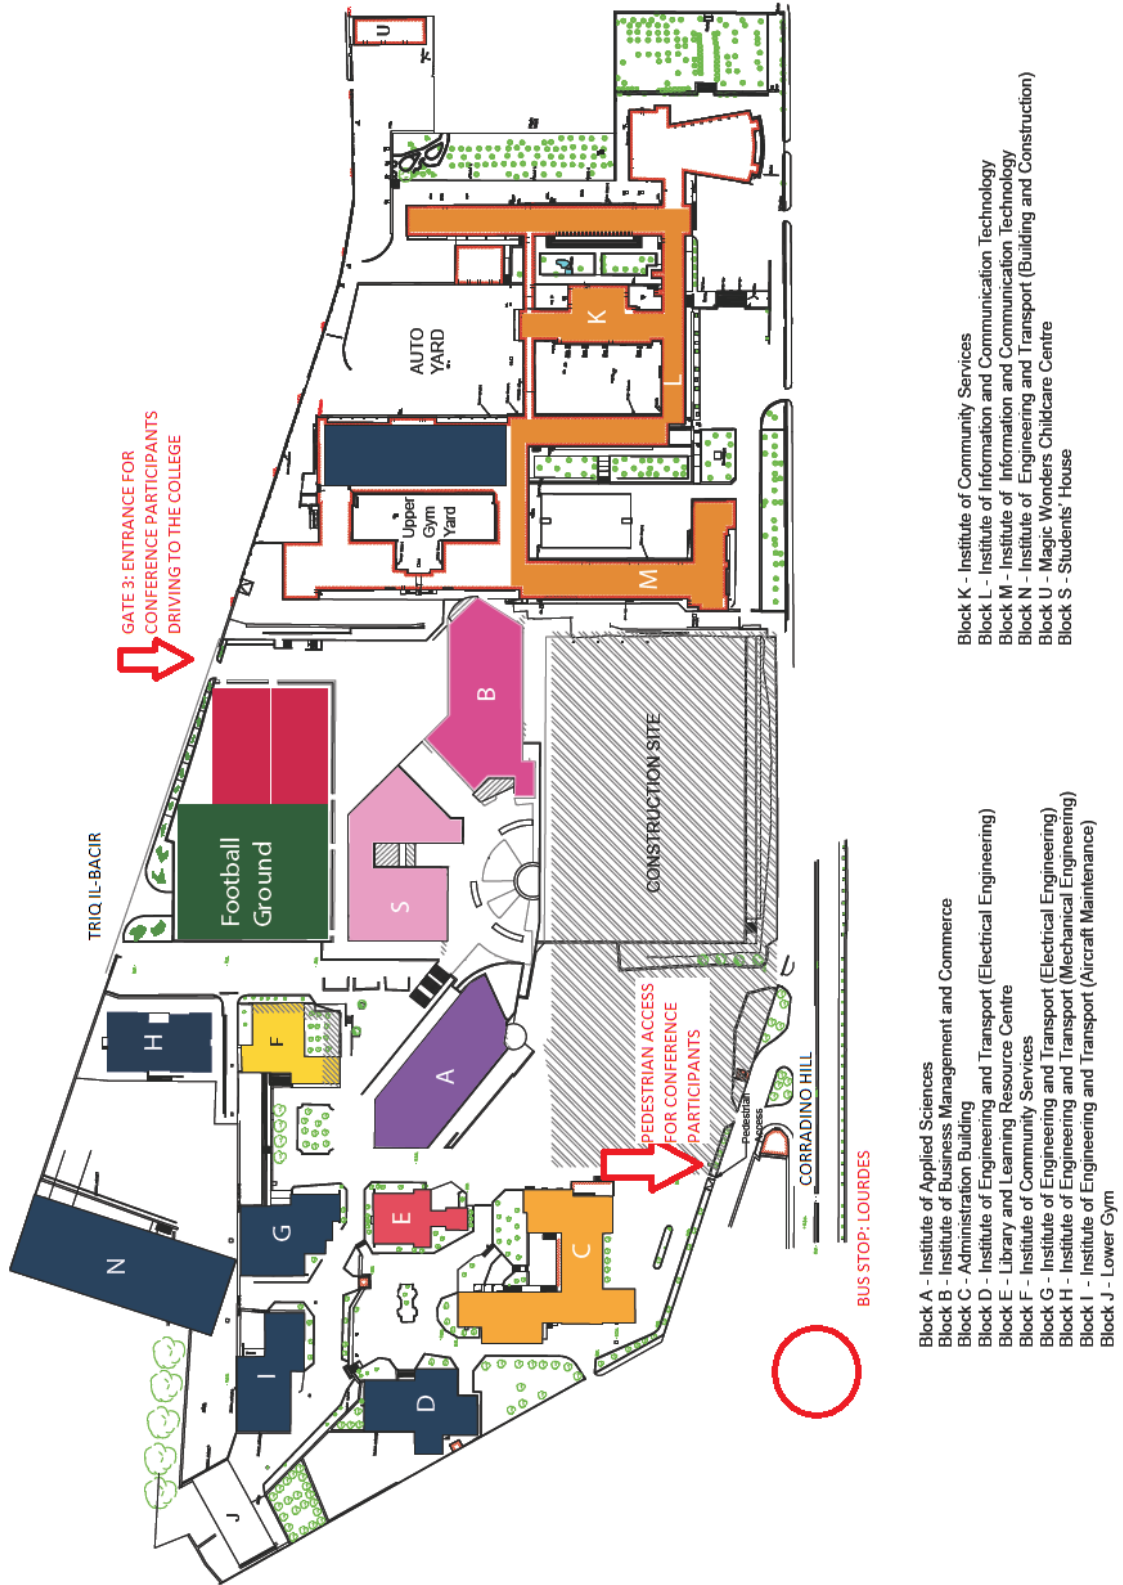 U
AUTO
YARD
K
L
GATE 3: ENTRANCE FOR
CONFERENCE PARTICIPANTS
DRIVING TO THE COLLEGE
Upper
Gym
Yard
M
B
CONSTRUCTION SITE
TRIQ IL-BACIR
Football
Ground
S
H
F
A
PEDESTRIAN ACCESS
FOR CONFERENCE
PARTICIPANTS
Pedestrian
Access
CORRADINO HILL
BUS STOP: LOURDES
N
G
E
C
I
D
J
Block A - Institute of Applied Sciences
Block B - Institute of Business Management and Commerce
Block C - Administration Building
Block D - Institute of Engineering and Transport (Electrical Engineering)
Block E - Library and Learning Resource Centre
Block F - Institute of Community Services
Block G - Institute of Engineering and Transport (Electrical Engineering)
Block H - Institute of Engineering and Transport (Mechanical Engineering)
Block I - Institute of Engineering and Transport (Aircraft Maintenance)
Block J - Lower Gym
Block K - Institute of Community Services
Block L - Institute of Information and Communication Technology
Block M - Institute of Information and Communication Technology
Block N - Institute of Engineering and Transport (Building and Construction)
Block U - Magic Wonders Childcare Centre
Block S - Students' House